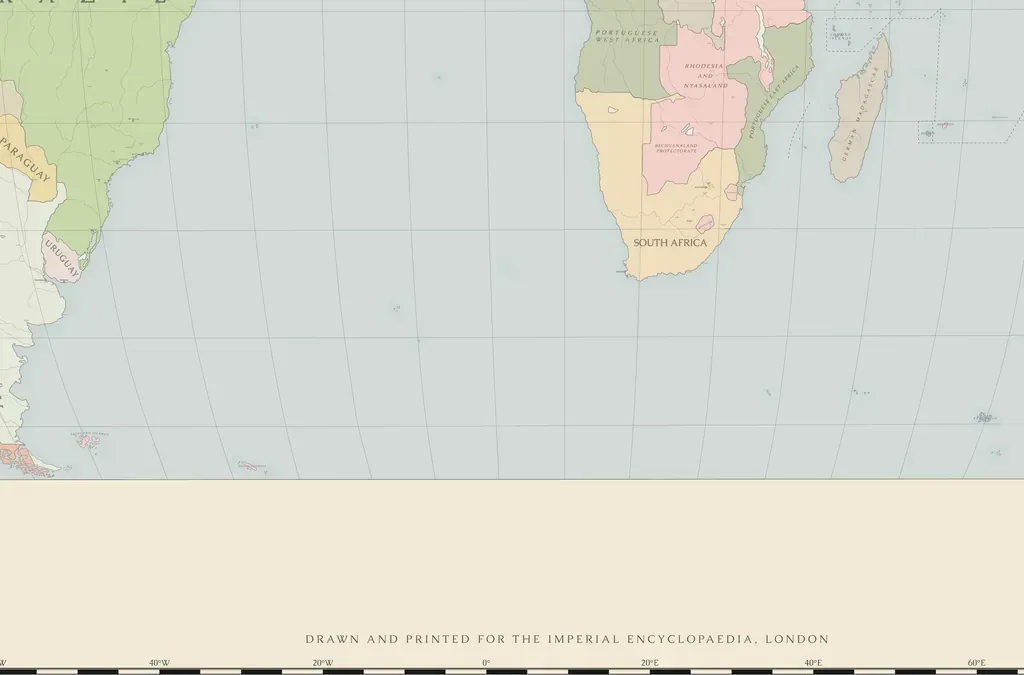 R A Z I L
PORTUGUESE
WEST AFRICA
RHODESIA
AND
NYASALAND
PORTUGUESE EAST AFRICA
GERMAN MADAGASCAR
BECHUANALAND
PROTECTORATE
PARAGUAY
URUGUAY
SOUTH AFRICA
DRAWN AND PRINTED FOR THE IMPERIAL ENCYCLOPAEDIA, LONDON
40°W 20°W 0° 20°E 40°E 60°E